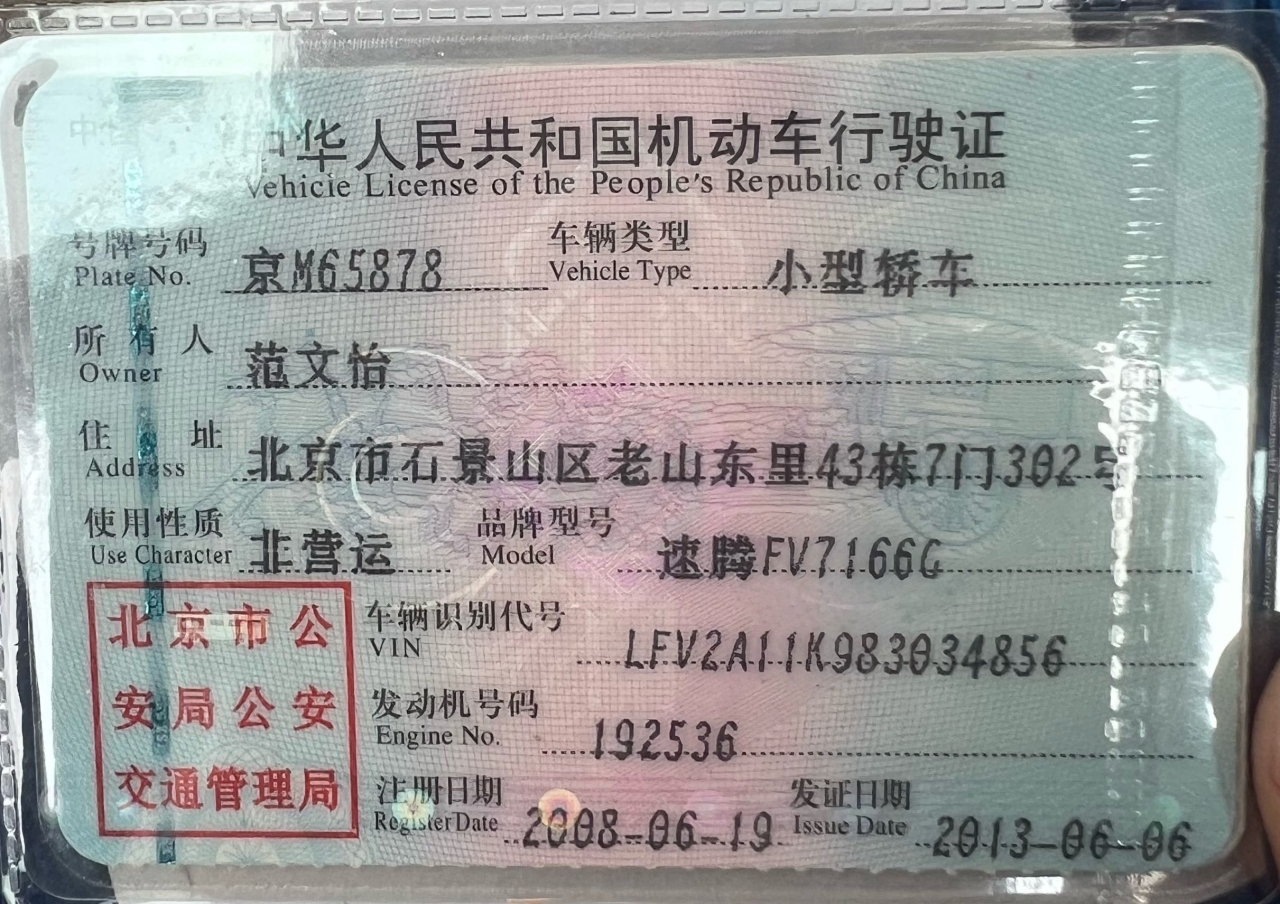 中华人民共和国机动车行驶证
Vehicle License of the People's Republic of China
号牌号码 京M65878 车辆类型 小型轿车
Plate No. Vehicle Type
所有人 范文怡
Owner
住址 北京市石景山区老山东里43栋7门302号
Address
使用性质 非营运 品牌型号 速腾FV7166G
Use Character Model
北京市公
安局公安
交通管理局
车辆识别代号 LFV2A11K983034856
VIN
发动机号码 192536
Engine No.
注册日期 2008-06-19 发证日期 2013-06-06
Register Date Issue Date